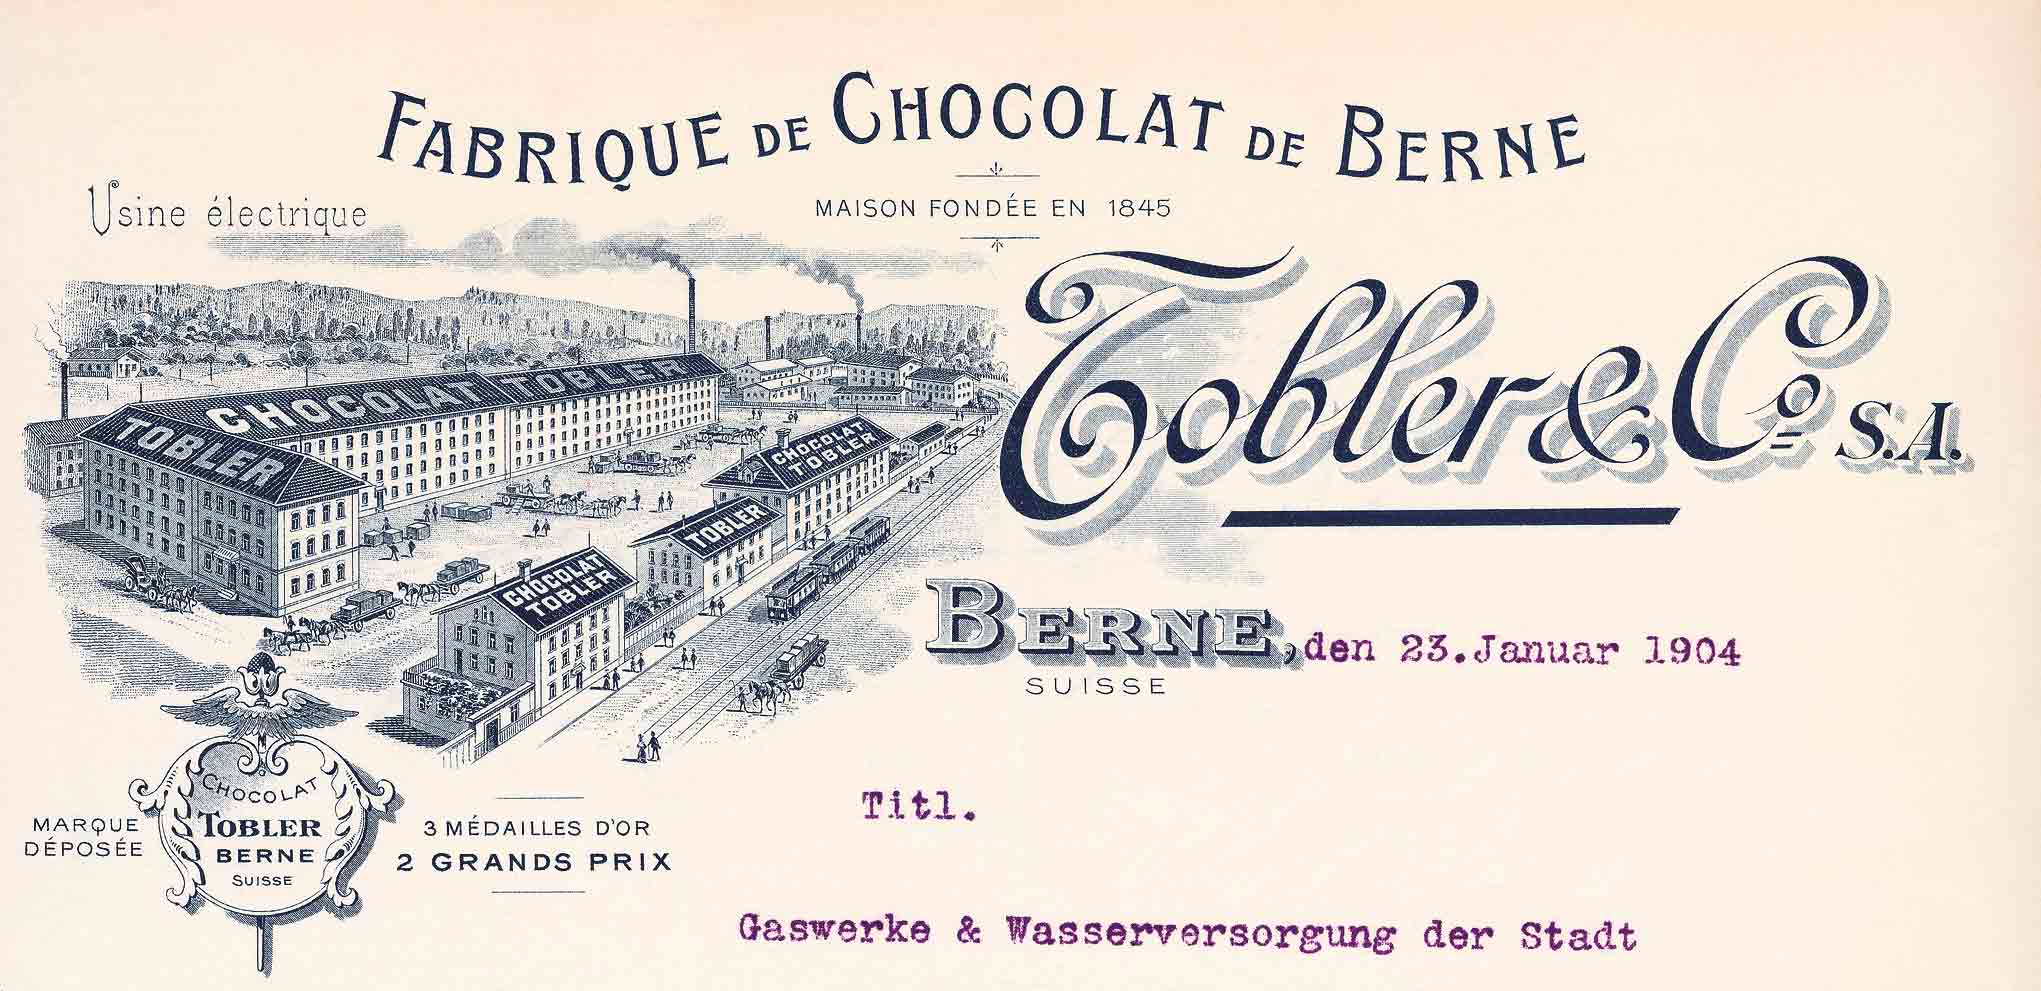 FABRIQUE DE CHOCOLAT DE BERNE
MAISON FONDÉE EN 1845
Usine électrique
Tobler & Co S.A.
CHOCOLAT TOBLER
TOBLER
CHOCOLAT
TOBLER
TOBLER
CHOCOLAT
TOBLER
BERNE, den 23. Januar 1904
SUISSE
Titl.
MARQUE
DÉPOSÉE
CHOCOLAT
TOBLER
BERNE
SUISSE
3 MÉDAILLES D'OR
2 GRANDS PRIX
Gaswerke & Wasserversorgung der Stadt